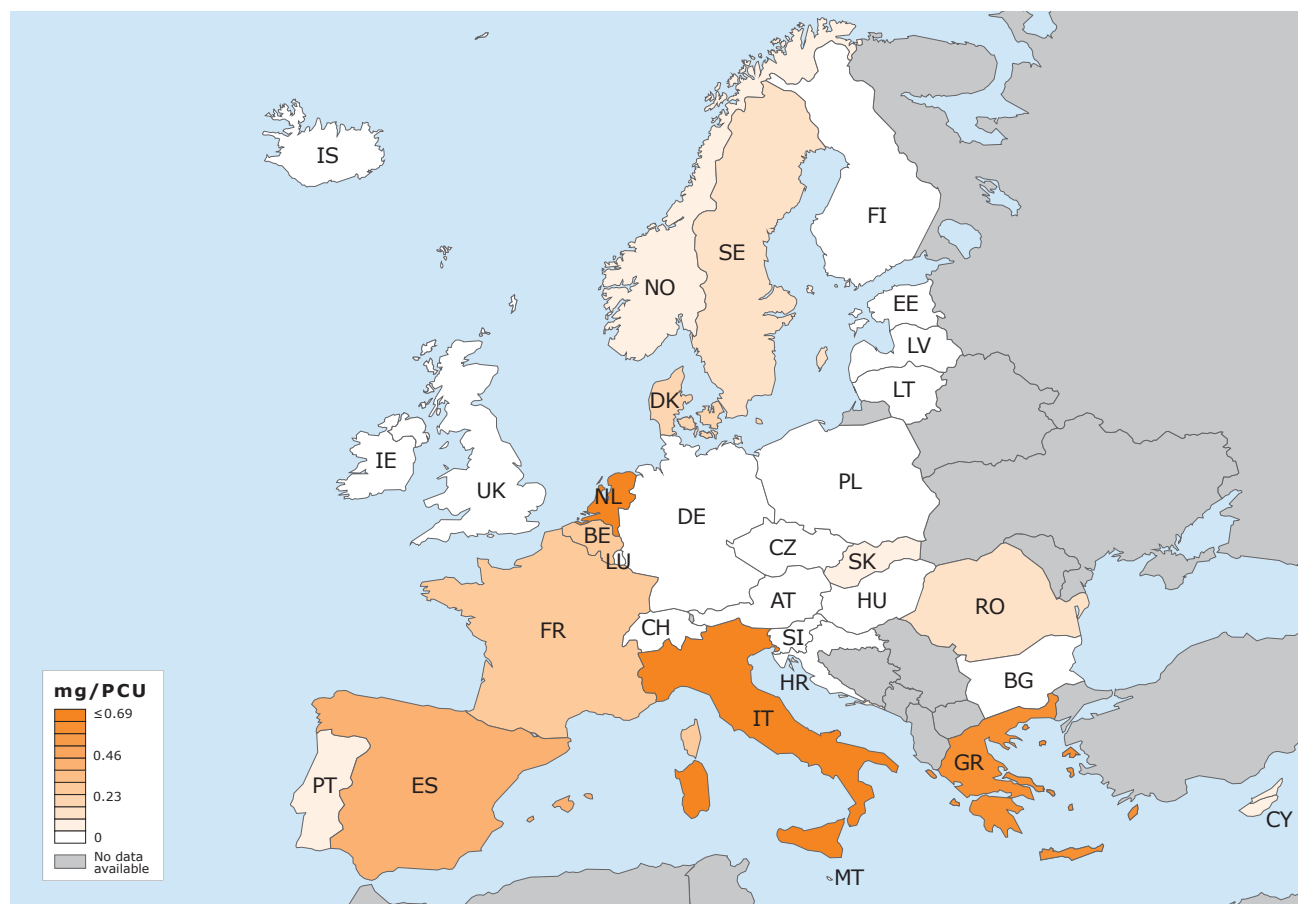 IS
FI
SE
NO
EE
LV
LT
DK
IE
UK
NL
PL
DE
BE
CZ
LU
SK
AT
HU
RO
FR
CH
SI
HR
BG
IT
GR
PT
ES
CY
MT
mg/PCU
≤0.69
0.46
0.23
0
No data
available